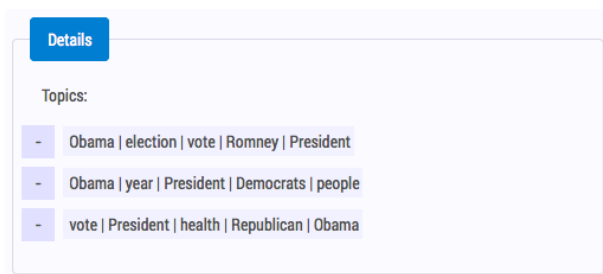 Details
Topics:
- Obama | election | vote | Romney | President
- Obama | year | President | Democrats | people
- vote | President | health | Republican | Obama